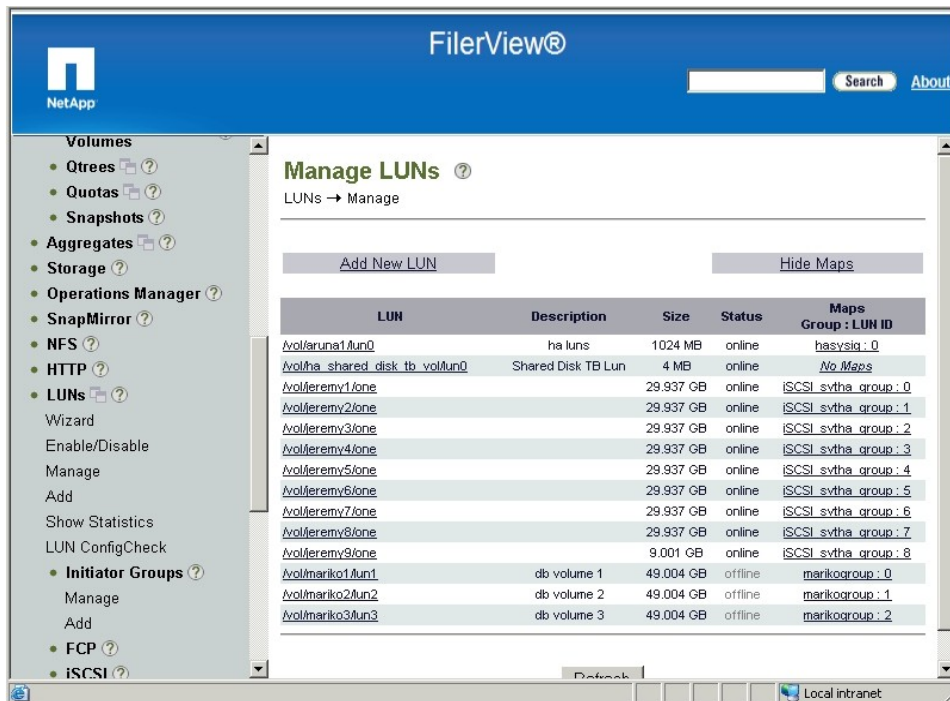 FilerView®
NetApp
Search
About
Volumes
Qtrees
Quotas
Snapshots
Aggregates
Storage
Operations Manager
SnapMirror
NFS
HTTP
LUNs
Wizard
Enable/Disable
Manage
Add
Show Statistics
LUN ConfigCheck
Initiator Groups
Manage
Add
FCP
iSCSI
Manage LUNs
LUNs → Manage
Add New LUN Hide Maps
LUN Description Size Status Maps Group : LUN ID
/vol/aruna1/lun0 ha luns 1024 MB online hasysig : 0
/vol/ha_shared_disk_tb_vol/lun0 Shared Disk TB Lun 4 MB online No Maps
/vol/jeremy1/one 29.937 GB online iSCSI_svtha_group : 0
/vol/jeremy2/one 29.937 GB online iSCSI_svtha_group : 1
/vol/jeremy3/one 29.937 GB online iSCSI_svtha_group : 2
/vol/jeremy4/one 29.937 GB online iSCSI_svtha_group : 3
/vol/jeremy5/one 29.937 GB online iSCSI_svtha_group : 4
/vol/jeremy6/one 29.937 GB online iSCSI_svtha_group : 5
/vol/jeremy7/one 29.937 GB online iSCSI_svtha_group : 6
/vol/jeremy8/one 29.937 GB online iSCSI_svtha_group : 7
/vol/jeremy9/one 9.001 GB online iSCSI_svtha_group : 8
/vol/mariko1/lun1 db volume 1 49.004 GB offline marikogroup : 0
/vol/mariko2/lun2 db volume 2 49.004 GB offline marikogroup : 1
/vol/mariko3/lun3 db volume 3 49.004 GB offline marikogroup : 2
Refresh
Local intranet